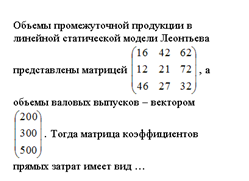 Объемы промежуточной продукции в
линейной статической модели Леонтьева
представлены матрицей (16 42 62
12 21 72
46 27 32) , а
объемы валовых выпусков – вектором
(200
300
500) . Тогда матрица коэффициентов
прямых затрат имеет вид …